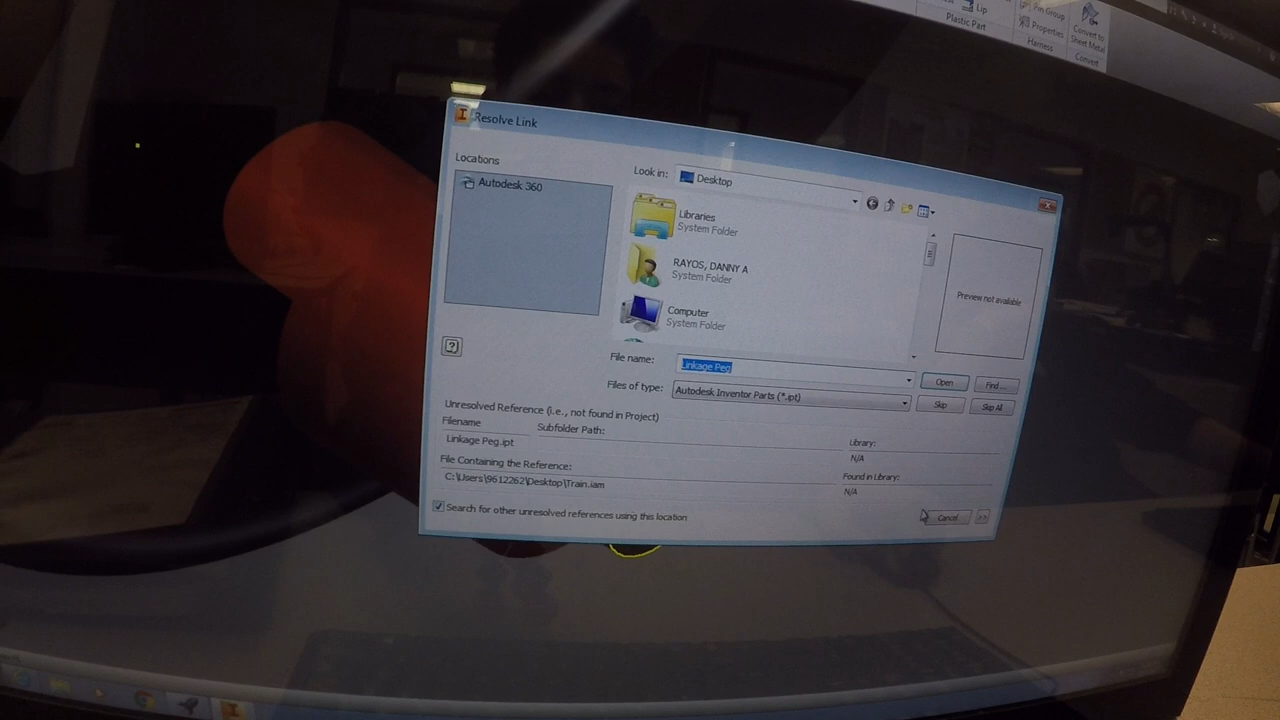 Lip
Pin Group
Properties
Convert to
Sheet Metal
Plastic Part
Harness
Convert
Resolve Link
Locations
Autodesk 360
Look in:
Desktop
Libraries
System Folder
RAYOS, DANNY A
System Folder
Computer
System Folder
Preview not available
File name:
Linkage Peg
Open
Find ...
Files of type:
Autodesk Inventor Parts (*.ipt)
Skip
Skip All
Unresolved Reference (i.e., not found in Project)
Filename
Subfolder Path:
Library:
Linkage Peg.ipt
N/A
File Containing the Reference:
Found in Library:
C:\Users\9612262\Desktop\Train.iam
N/A
Search for other unresolved references using this location
Cancel
>>